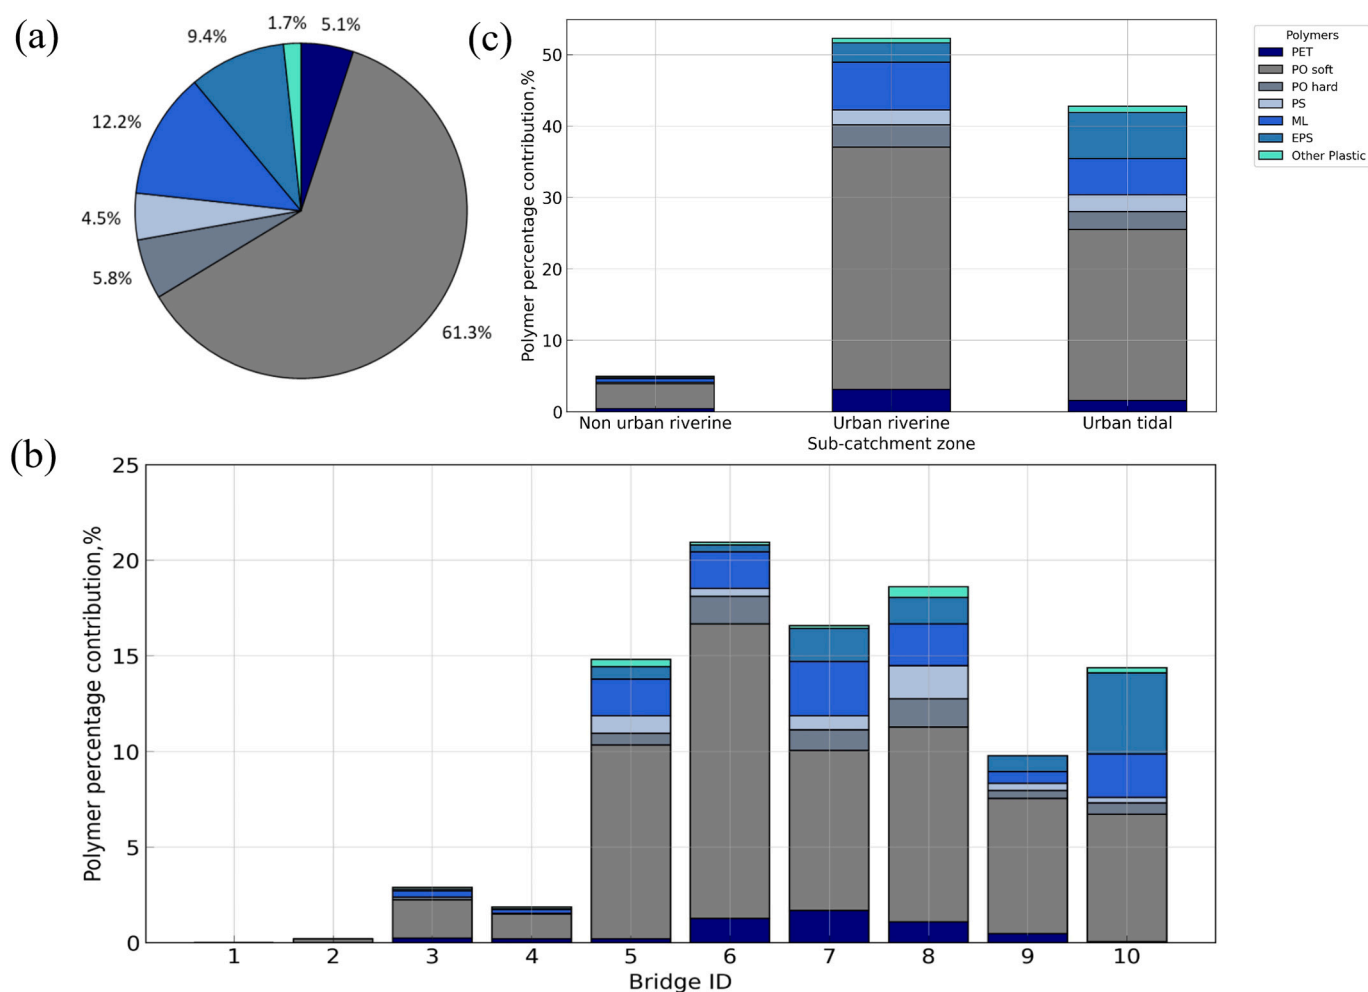 (a)
1.7%
5.1%
9.4%
12.2%
4.5%
5.8%
61.3%
(c)
Polymer percentage contribution,%
50
40
30
20
10
0
Non urban riverine
Urban riverine
Urban tidal
Sub-catchment zone
Polymers
PET
PO soft
PO hard
PS
ML
EPS
Other Plastic
(b)
Polymer percentage contribution,%
25
20
15
10
5
0
1 2 3 4 5 6 7 8 9 10
Bridge ID